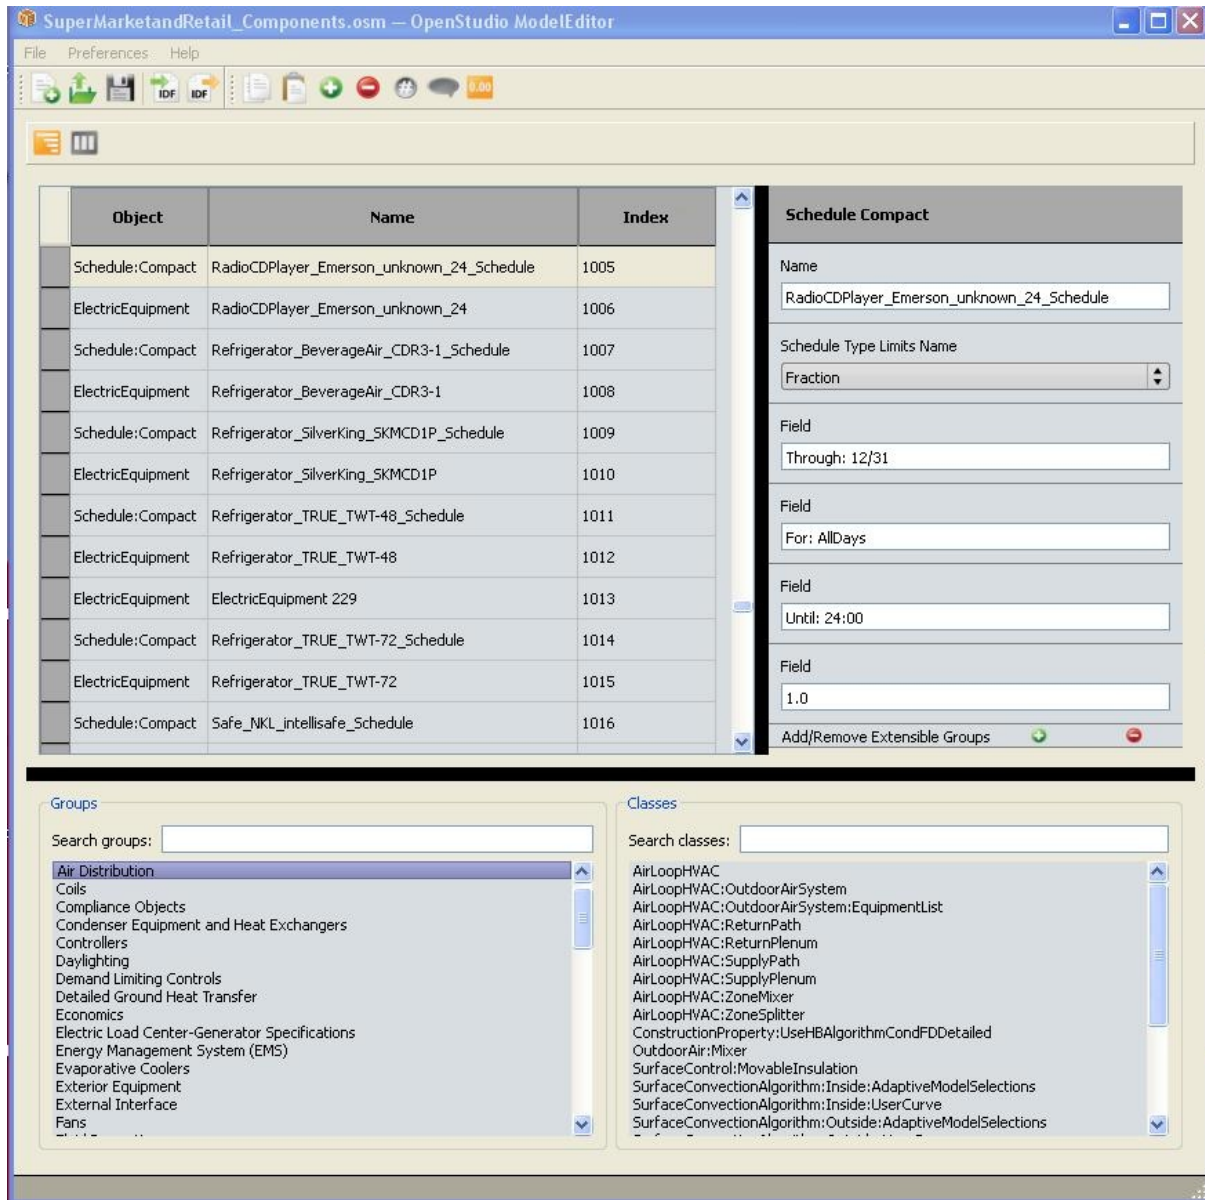 SuperMarketandRetail_Components.osm — OpenStudio ModelEditor
File Preferences Help
IDF IDF # 0.00
Object Name Index
Schedule:Compact RadioCDPlayer_Emerson_unknown_24_Schedule 1005
ElectricEquipment RadioCDPlayer_Emerson_unknown_24 1006
Schedule:Compact Refrigerator_BeverageAir_CDR3-1_Schedule 1007
ElectricEquipment Refrigerator_BeverageAir_CDR3-1 1008
Schedule:Compact Refrigerator_SilverKing_SKMCD1P_Schedule 1009
ElectricEquipment Refrigerator_SilverKing_SKMCD1P 1010
Schedule:Compact Refrigerator_TRUE_TWT-48_Schedule 1011
ElectricEquipment Refrigerator_TRUE_TWT-48 1012
ElectricEquipment ElectricEquipment 229 1013
Schedule:Compact Refrigerator_TRUE_TWT-72_Schedule 1014
ElectricEquipment Refrigerator_TRUE_TWT-72 1015
Schedule:Compact Safe_NKL_intellisafe_Schedule 1016
Schedule Compact
Name
RadioCDPlayer_Emerson_unknown_24_Schedule
Schedule Type Limits Name
Fraction
Field
Through: 12/31
Field
For: AllDays
Field
Until: 24:00
Field
1.0
Add/Remove Extensible Groups
Groups
Search groups:
Air Distribution
Coils
Compliance Objects
Condenser Equipment and Heat Exchangers
Controllers
Daylighting
Demand Limiting Controls
Detailed Ground Heat Transfer
Economics
Electric Load Center-Generator Specifications
Energy Management System (EMS)
Evaporative Coolers
Exterior Equipment
External Interface
Fans
Classes
Search classes:
AirLoopHVAC
AirLoopHVAC:OutdoorAirSystem
AirLoopHVAC:OutdoorAirSystem:EquipmentList
AirLoopHVAC:ReturnPath
AirLoopHVAC:ReturnPlenum
AirLoopHVAC:SupplyPath
AirLoopHVAC:SupplyPlenum
AirLoopHVAC:ZoneMixer
AirLoopHVAC:ZoneSplitter
ConstructionProperty:UseHBAlgorithmCondFDDetailed
OutdoorAir:Mixer
SurfaceControl:MovableInsulation
SurfaceConvectionAlgorithm:Inside:AdaptiveModelSelections
SurfaceConvectionAlgorithm:Inside:UserCurve
SurfaceConvectionAlgorithm:Outside:AdaptiveModelSelections